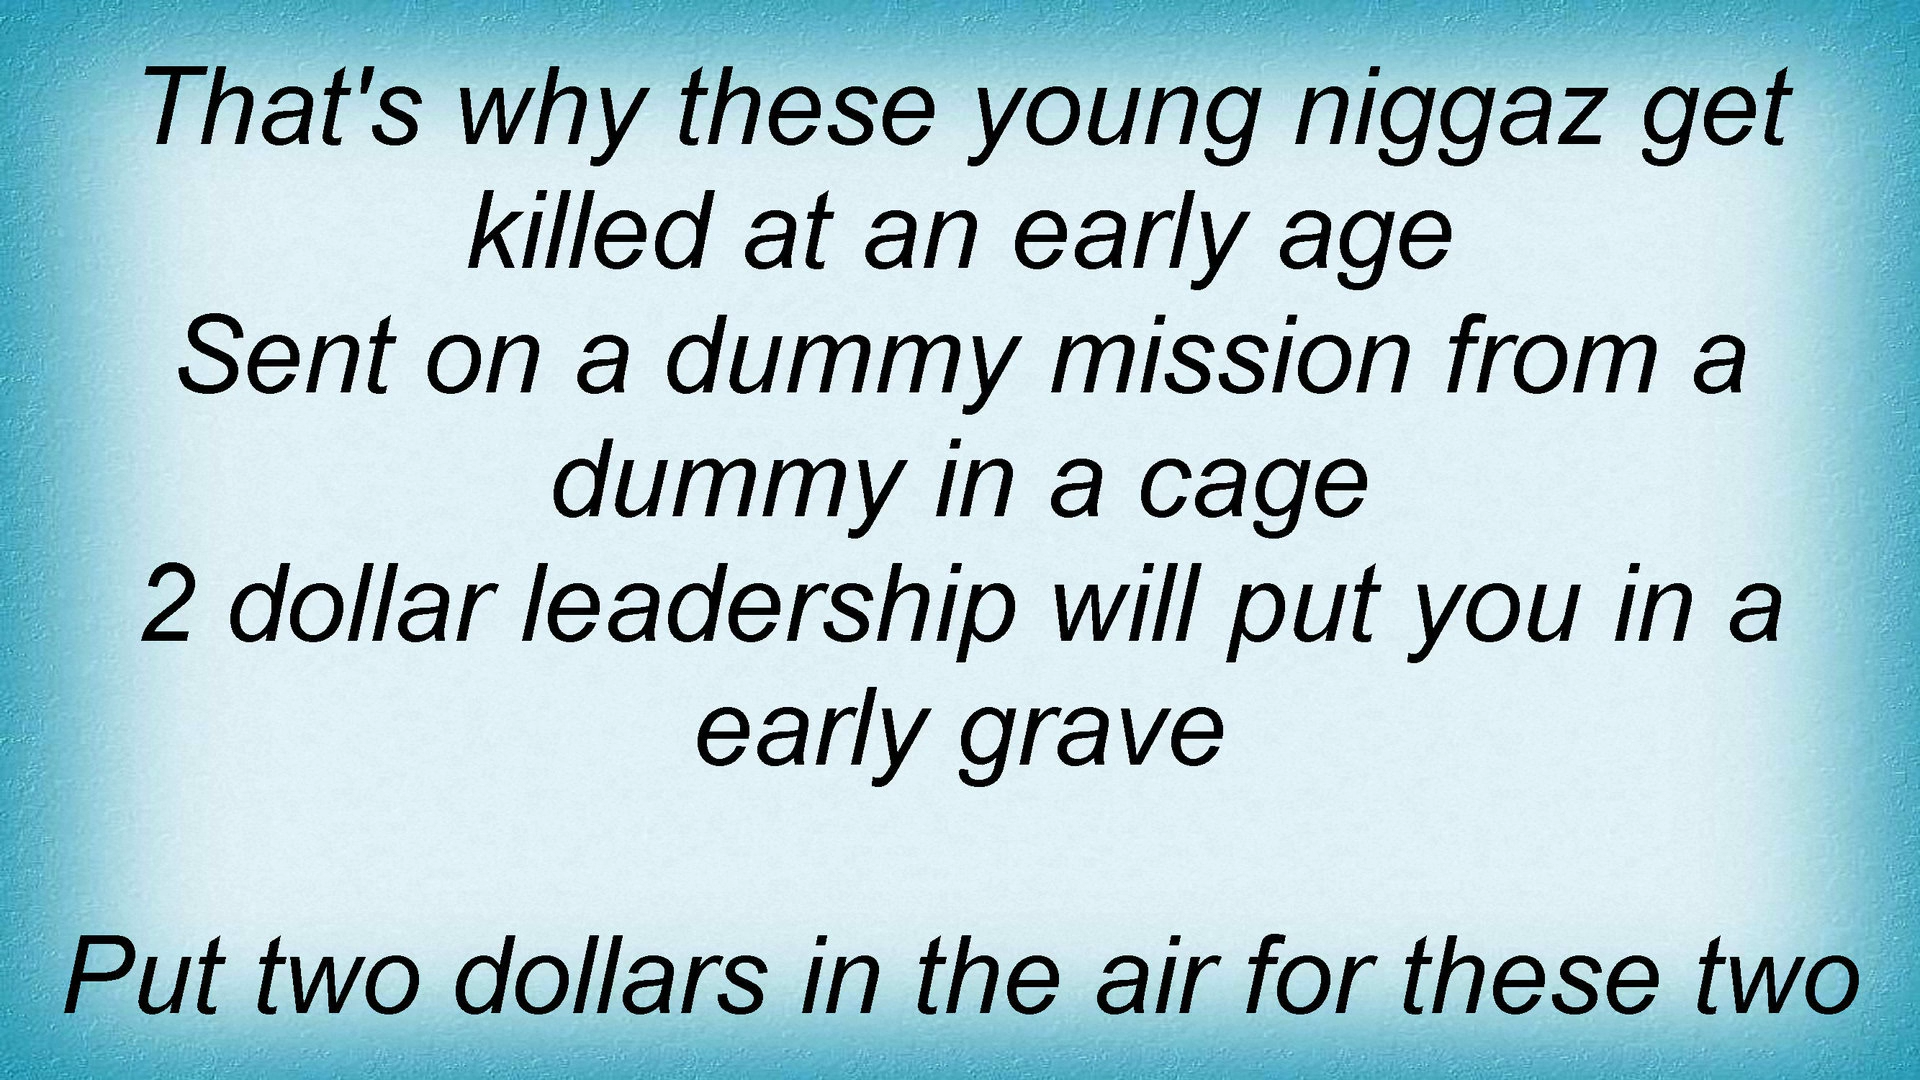 That's why these young niggaz get
killed at an early age
Sent on a dummy mission from a
dummy in a cage
2 dollar leadership will put you in a
early grave
Put two dollars in the air for these two